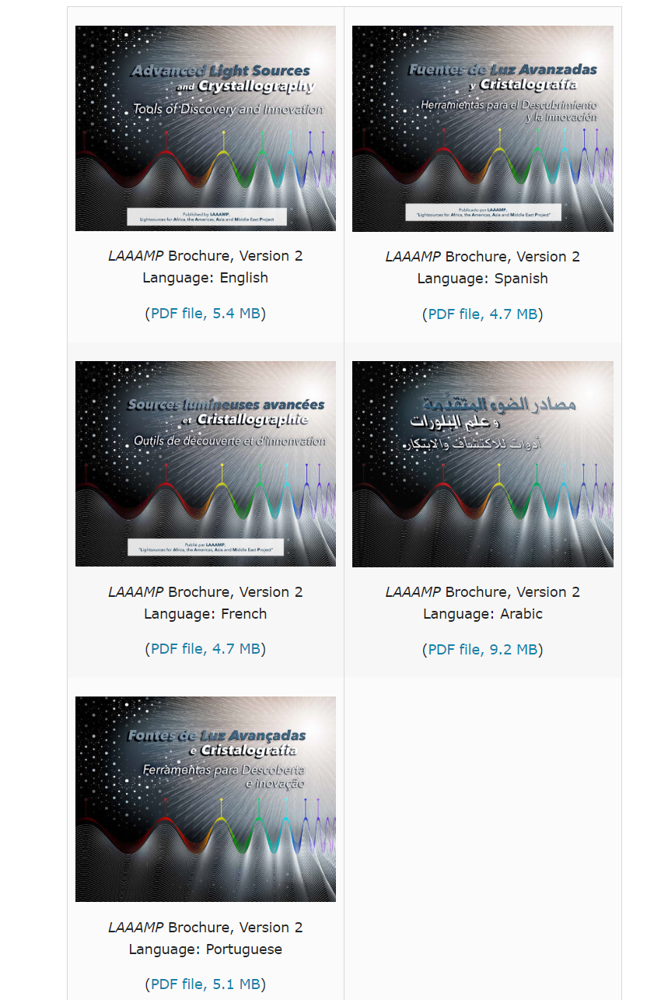 Advanced Light Sources
and Crystallography
Tools of Discovery and Innovation
Published by LAAAMP,
Lightsources for Africa, the Americas, Asia and Middle East Project
LAAAMP Brochure, Version 2
Language: English
(PDF file, 5.4 MB)
Fuentes de Luz Avanzadas
y Cristalografía
Herramientas para el Descubrimiento
y la Innovación
Publicado por LAAAMP,
"Lightsources for Africa, the Americas, Asia and Middle East Project"
LAAAMP Brochure, Version 2
Language: Spanish
(PDF file, 4.7 MB)
Sources lumineuses avancées
et Cristallographie
Outils de découverte et d'innonvation
Publié par LAAAMP,
"Lightsources for Africa, the Americas, Asia and Middle East Project"
LAAAMP Brochure, Version 2
Language: French
(PDF file, 4.7 MB)
مصادر الضوء المتقدِّمة
و علم البلورات
أدوات للاكتشاف والابتكار
LAAAMP Brochure, Version 2
Language: Arabic
(PDF file, 9.2 MB)
Fontes de Luz Avançadas
e Cristalografia
Ferramentas para Descoberta
e inovação
LAAAMP Brochure, Version 2
Language: Portuguese
(PDF file, 5.1 MB)